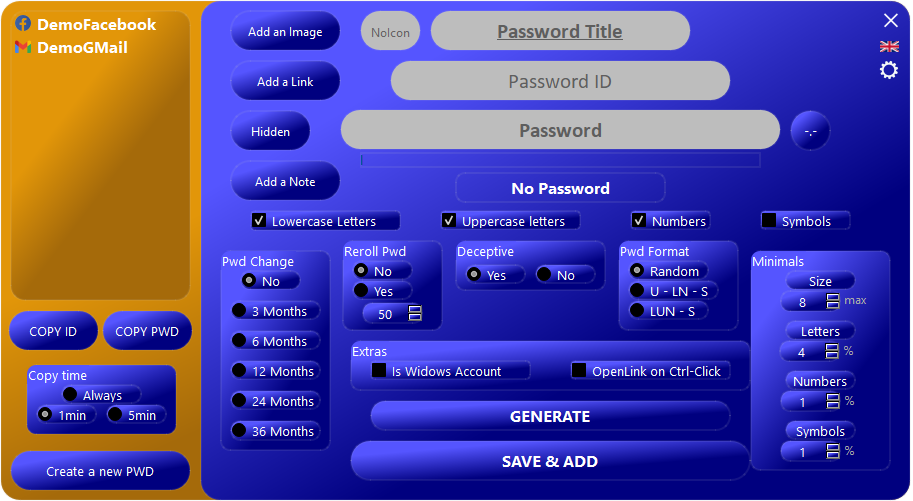 DemoFacebook
DemoGMail
COPY ID
COPY PWD
Copy time
Always
1min
5min
Create a new PWD
Add an Image
NoIcon
Password Title
Add a Link
Password ID
Hidden
Password
-.-
Add a Note
No Password
Lowercase Letters
Uppercase letters
Numbers
Symbols
Pwd Change
No
3 Months
6 Months
12 Months
24 Months
36 Months
Reroll Pwd
No
Yes
50
Deceptive
Yes
No
Pwd Format
Random
U - LN - S
LUN - S
Extras
Is Widows Account
OpenLink on Ctrl-Click
GENERATE
SAVE & ADD
Minimals
Size
8 max
Letters
4 %
Numbers
1 %
Symbols
1 %